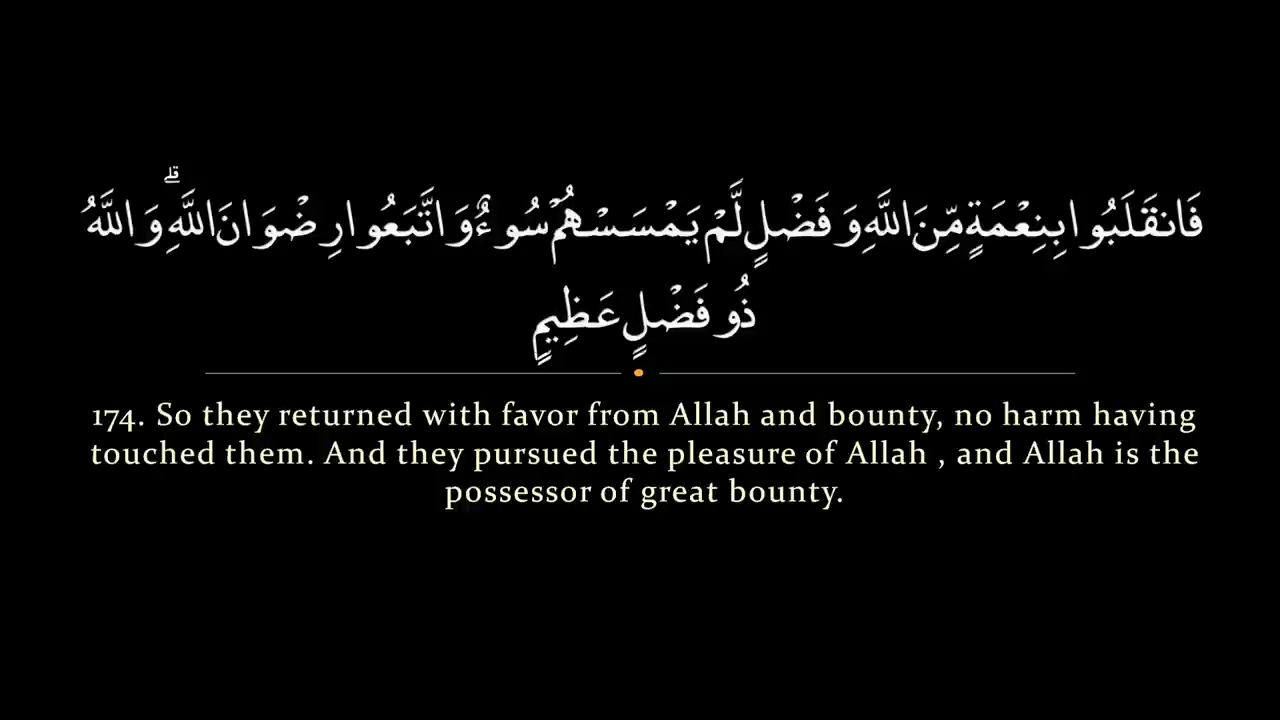 فَانقَلَبُوا بِنِعْمَةٍ مِّنَ اللَّهِ وَفَضْلٍ لَّمْ يَمْسَسْهُمْ سُوءٌ وَاتَّبَعُوا رِضْوَانَ اللَّهِ ۗ وَاللَّهُ
ذُو فَضْلٍ عَظِيمٍ
174. So they returned with favor from Allah and bounty, no harm having
touched them. And they pursued the pleasure of Allah , and Allah is the
possessor of great bounty.